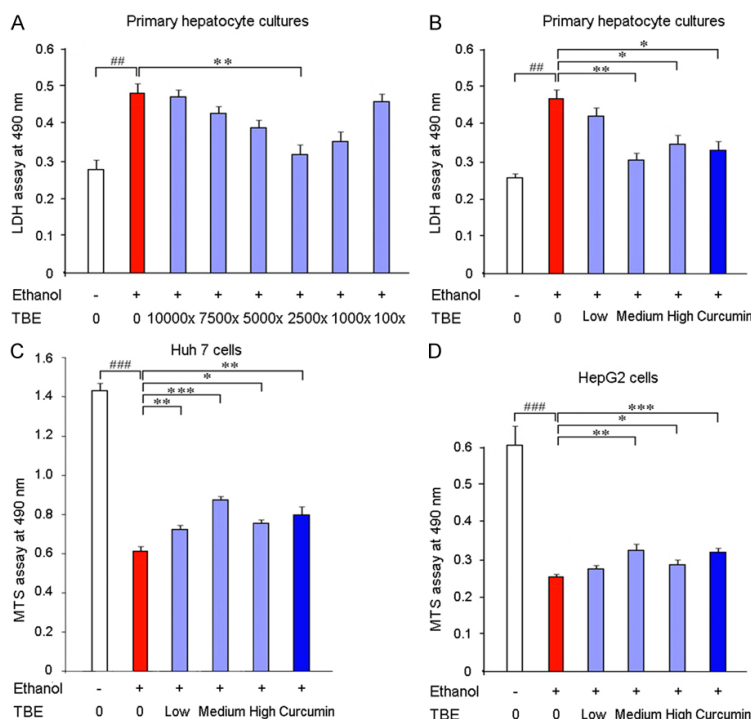 A
Primary hepatocyte cultures
LDH assay at 490 nm
0.6
0.5
0.4
0.3
0.2
0.1
0
##
**
Ethanol - + + + + + + +
TBE 0 0 10000x 7500x 5000x 2500x 1000x 100x
B
Primary hepatocyte cultures
LDH assay at 490 nm
0.6
0.5
0.4
0.3
0.2
0.1
0
##
*
*
**
Ethanol - + + + + +
TBE 0 0 Low Medium High Curcumin
C
Huh 7 cells
MTS assay at 490 nm
1.4
1.2
1.0
0.8
0.6
0.4
0.2
0
###
**
*
***
**
Ethanol - + + + + +
TBE 0 0 Low Medium High Curcumin
D
HepG2 cells
MTS assay at 490 nm
0.6
0.5
0.4
0.3
0.2
0.1
0
###
***
*
**
Ethanol - + + + + +
TBE 0 0 Low Medium High Curcumin